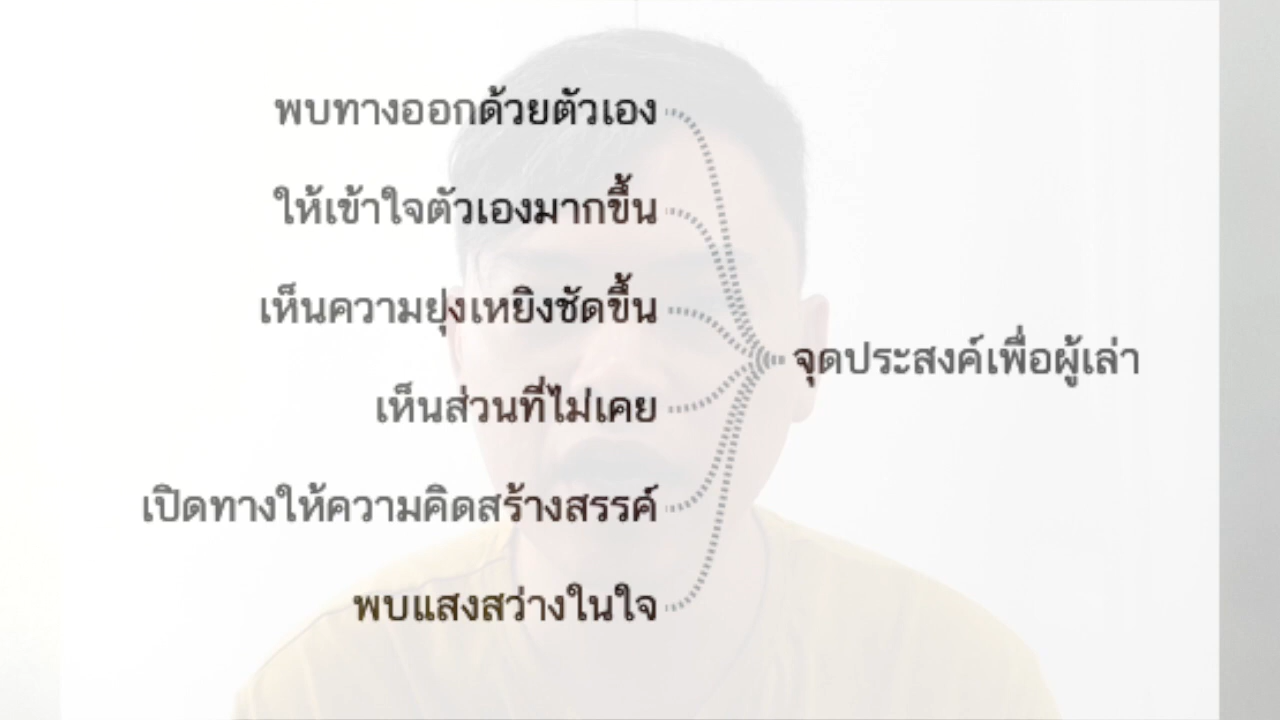 พบทางออกด้วยตัวเอง
ให้เข้าใจตัวเองมากขึ้น
เห็นความยุ่งเหยิงชัดขึ้น
จุดประสงค์เพื่อผู้เล่า
เห็นส่วนที่ไม่เคย
เปิดทางให้ความคิดสร้างสรรค์
พบแสงสว่างในใจ